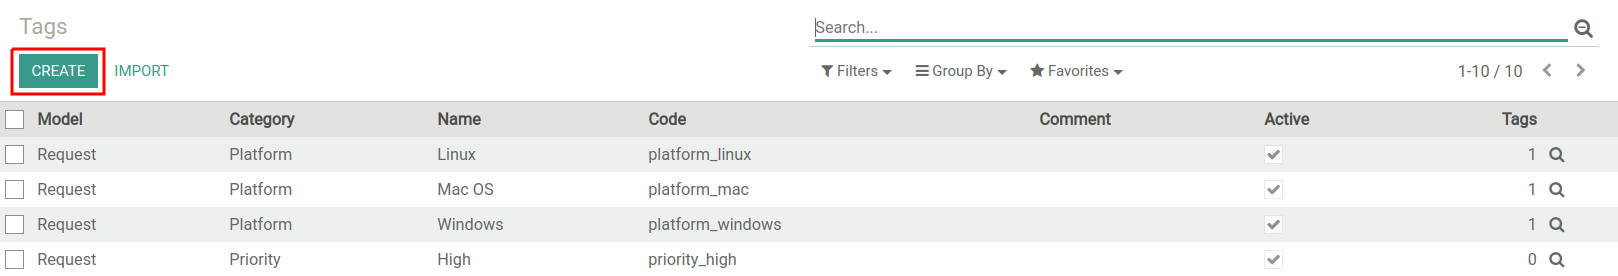 Tags
Search...
CREATE IMPORT Filters Group By Favorites 1-10 / 10
Model Category Name Code Comment Active Tags
Request Platform Linux platform_linux 1
Request Platform Mac OS platform_mac 1
Request Platform Windows platform_windows 1
Request Priority High priority_high 0